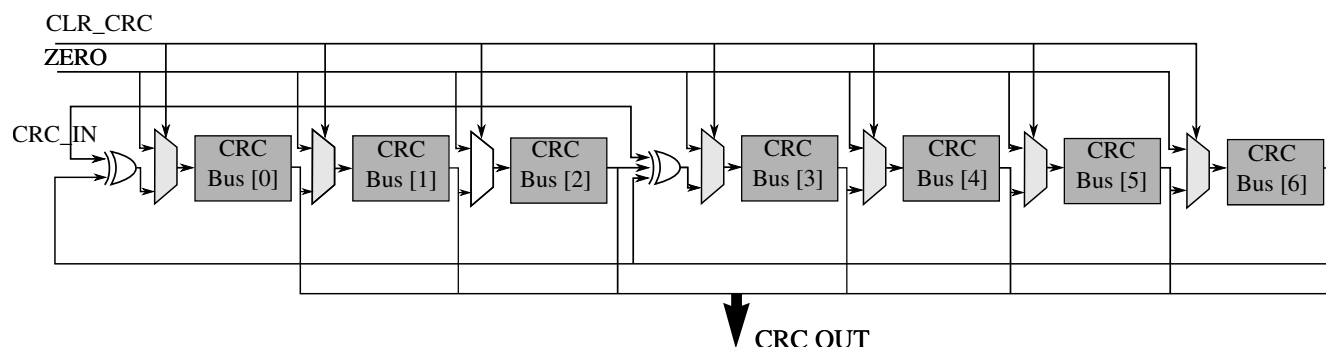 CLR_CRC
ZERO
CRC_IN
CRC
Bus [0]
CRC
Bus [1]
CRC
Bus [2]
CRC
Bus [3]
CRC
Bus [4]
CRC
Bus [5]
CRC
Bus [6]
CRC OUT